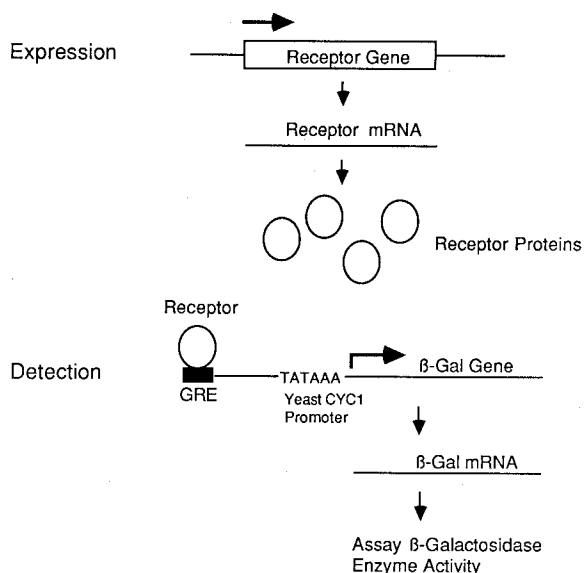 Expression
Receptor Gene
Receptor mRNA
Receptor Proteins
Receptor
Detection
GRE
TATAAA
Yeast CYC1
Promoter
ß-Gal Gene
ß-Gal mRNA
Assay ß-Galactosidase
Enzyme Activity